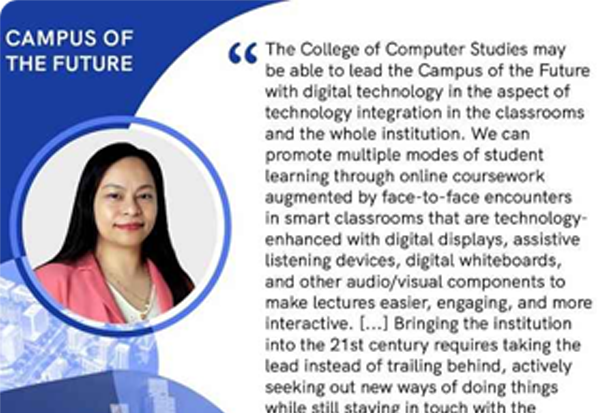 CAMPUS OF
THE FUTURE
“ The College of Computer Studies may
be able to lead the Campus of the Future
with digital technology in the aspect of
technology integration in the classrooms
and the whole institution. We can
promote multiple modes of student
learning through online coursework
augmented by face-to-face encounters
in smart classrooms that are technology-
enhanced with digital displays, assistive
listening devices, digital whiteboards,
and other audio/visual components to
make lectures easier, engaging, and more
interactive. [...] Bringing the institution
into the 21st century requires taking the
lead instead of trailing behind, actively
seeking out new ways of doing things
while still staying in touch with the